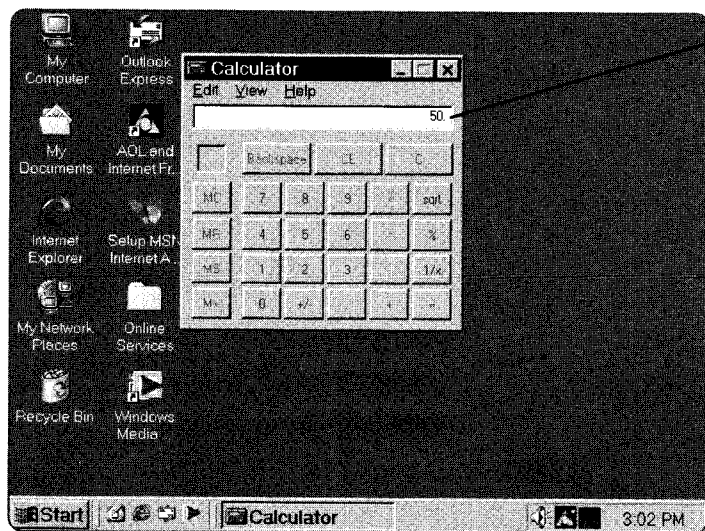 My Computer
Outlook Express
My Documents
AOL and Internet Fr...
Internet Explorer
Setup MSN Internet A...
My Network Places
Online Services
Recycle Bin
Windows Media ...
Calculator
Edit View Help
50.
Backspace CE C
MC 7 8 9 / sqrt
MR 4 5 6 %
MS 1 2 3 1/x
M+ 0 +/- + =
Start Calculator 3:02 PM